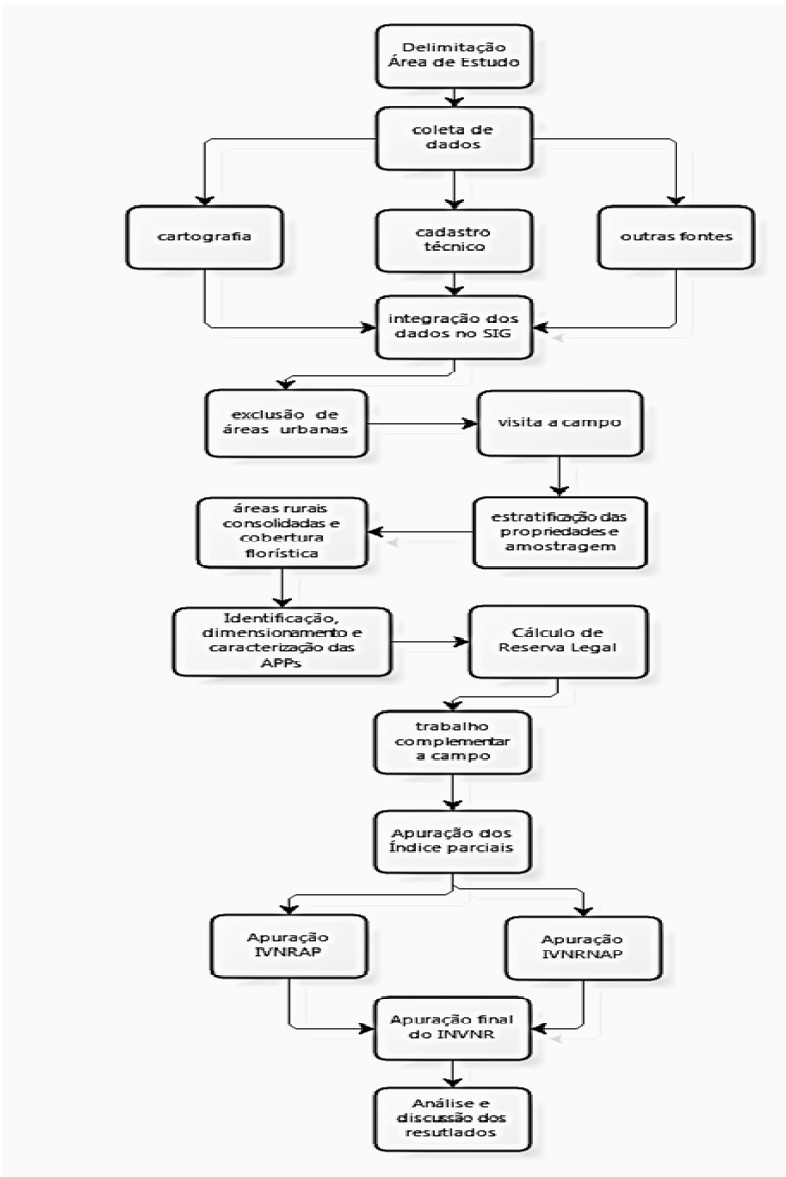 Delimitação
Área de Estudo
coleta de
dados
cartografia
cadastro
técnico
outras fontes
integração dos
dados no SIG
exclusão de
áreas urbanas
visita a campo
áreas rurais
consolidadas e
cobertura
florística
estratificação das
propriedades e
amostragem
Identificação,
dimensionamento e
caracterização das
APPs
Cálculo de
Reserva Legal
trabalho
complementar
a campo
Apuração dos
Índice parciais
Apuração
IVNRAP
Apuração
IVNRNAP
Apuração final
do INVNR
Análise e
discussão dos
resutlados